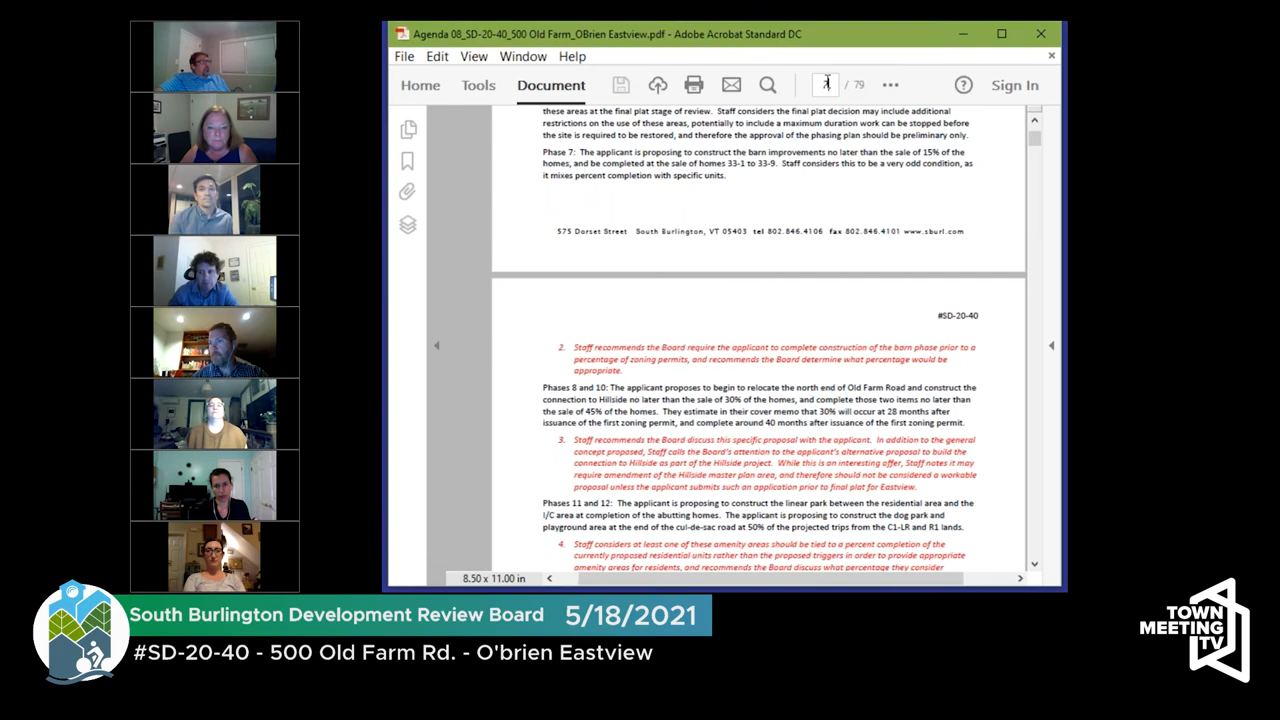 Agenda 08_SD-20-40_500 Old Farm_OBrien Eastview.pdf - Adobe Acrobat Standard DC
File Edit View Window Help
Home Tools Document / 79 Sign In
these areas at the final plat stage of review. Staff considers the final plat decision may include additional
restrictions on the use of these areas, potentially to include a maximum duration work can be stopped before
the site is required to be restored, and therefore the approval of the phasing plan should be preliminary only.
Phase 7: The applicant is proposing to construct the barn improvements no later than the sale of 15% of the
homes, and be completed at the sale of homes 33-1 to 33-9. Staff considers this to be a very odd condition, as
it mixes percent completion with specific units.
575 Dorset Street South Burlington, VT 05403 tel 802.846.4106 fax 802.846.4101 www.sburl.com
#SD-20-40
2. Staff recommends the Board require the applicant to complete construction of the barn phase prior to a
percentage of zoning permits, and recommends the Board determine what percentage would be
appropriate.
Phases 8 and 10: The applicant proposes to begin to relocate the north end of Old Farm Road and construct the
connection to Hillside no later than the sale of 30% of the homes, and complete those two items no later than
the sale of 45% of the homes. They estimate in their cover memo that 30% will occur at 28 months after
issuance of the first zoning permit, and complete around 40 months after issuance of the first zoning permit.
3. Staff recommends the Board discuss this specific proposal with the applicant. In addition to the general
concept proposed, Staff calls the Board's attention to the applicant's alternative proposal to build the
connection to Hillside as part of the Hillside project. While this is an interesting offer, Staff notes it may
require amendment of the Hillside master plan area, and therefore should not be considered a workable
proposal unless the applicant submits such an application prior to final plat for Eastview.
Phases 11 and 12: The applicant is proposing to construct the linear park between the residential area and the
I/C area at completion of the abutting homes. The applicant is proposing to construct the dog park and
playground area at the end of the cul-de-sac road at 50% of the projected trips from the C1-LR and R1 lands.
4. Staff considers at least one of these amenity areas should be tied to a percent completion of the
currently proposed residential units rather than the proposed triggers in order to provide appropriate
amenity areas for residents, and recommends the Board discuss what percentage they consider
8.50 x 11.00 in
South Burlington Development Review Board 5/18/2021
#SD-20-40 - 500 Old Farm Rd. - O'brien Eastview
TOWN
MEETING
TV